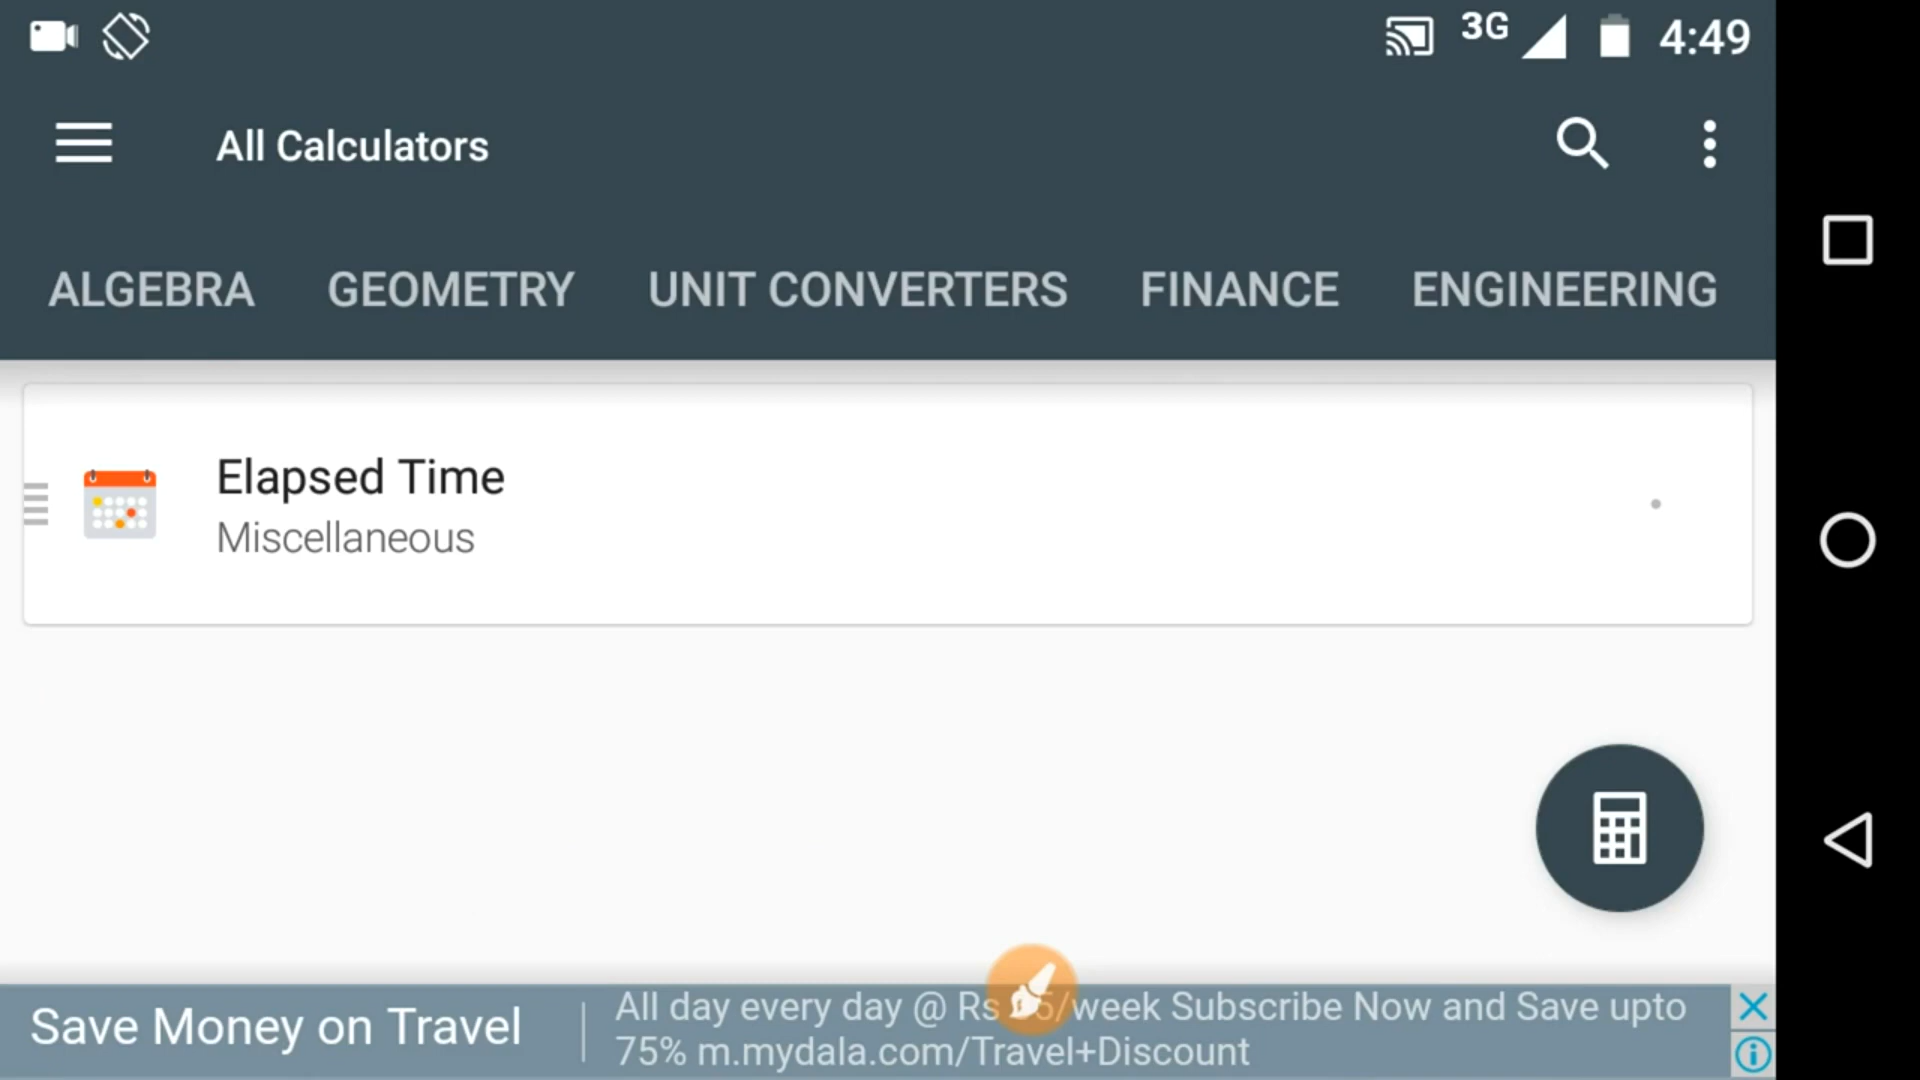 3G 4:49
All Calculators
ALGEBRA GEOMETRY UNIT CONVERTERS FINANCE ENGINEERING
Elapsed Time
Miscellaneous
Save Money on Travel
All day every day @ Rs 5/week Subscribe Now and Save upto
75% m.mydala.com/Travel+Discount